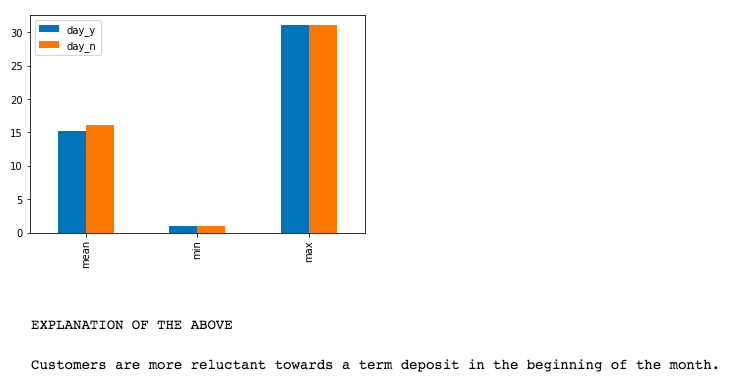 30
25
20
15
10
5
0
day_y
day_n
mean
min
max
EXPLANATION OF THE ABOVE
Customers are more reluctant towards a term deposit in the beginning of the month.